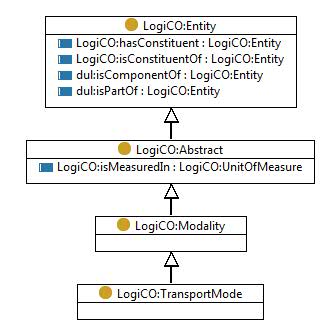 LogiCO:Entity
LogiCO:hasConstituent : LogiCO:Entity
LogiCO:isConstituentOf : LogiCO:Entity
dul:isComponentOf : LogiCO:Entity
dul:isPartOf : LogiCO:Entity
LogiCO:Abstract
LogiCO:isMeasuredIn : LogiCO:UnitOfMeasure
LogiCO:Modality
LogiCO:TransportMode